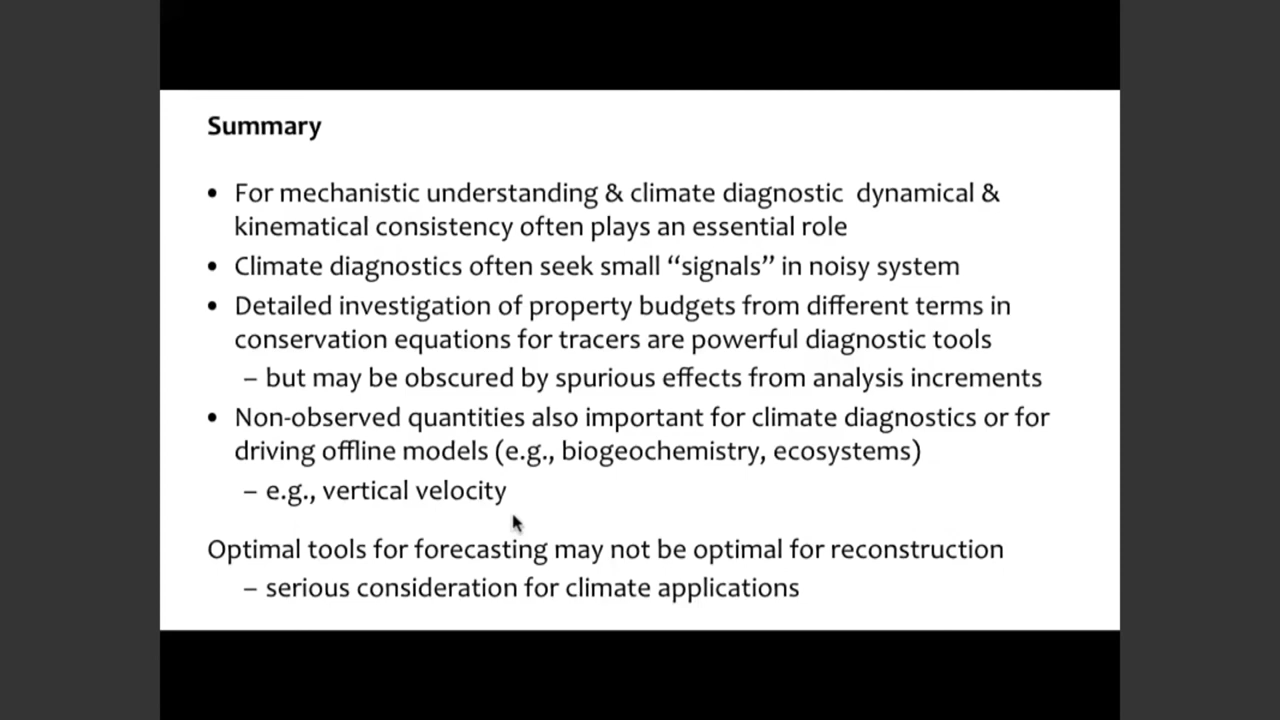 Summary
• For mechanistic understanding & climate diagnostic  dynamical &
kinematical consistency often plays an essential role
• Climate diagnostics often seek small “signals” in noisy system
• Detailed investigation of property budgets from different terms in
conservation equations for tracers are powerful diagnostic tools
– but may be obscured by spurious effects from analysis increments
• Non-observed quantities also important for climate diagnostics or for
driving offline models (e.g., biogeochemistry, ecosystems)
– e.g., vertical velocity
Optimal tools for forecasting may not be optimal for reconstruction
– serious consideration for climate applications